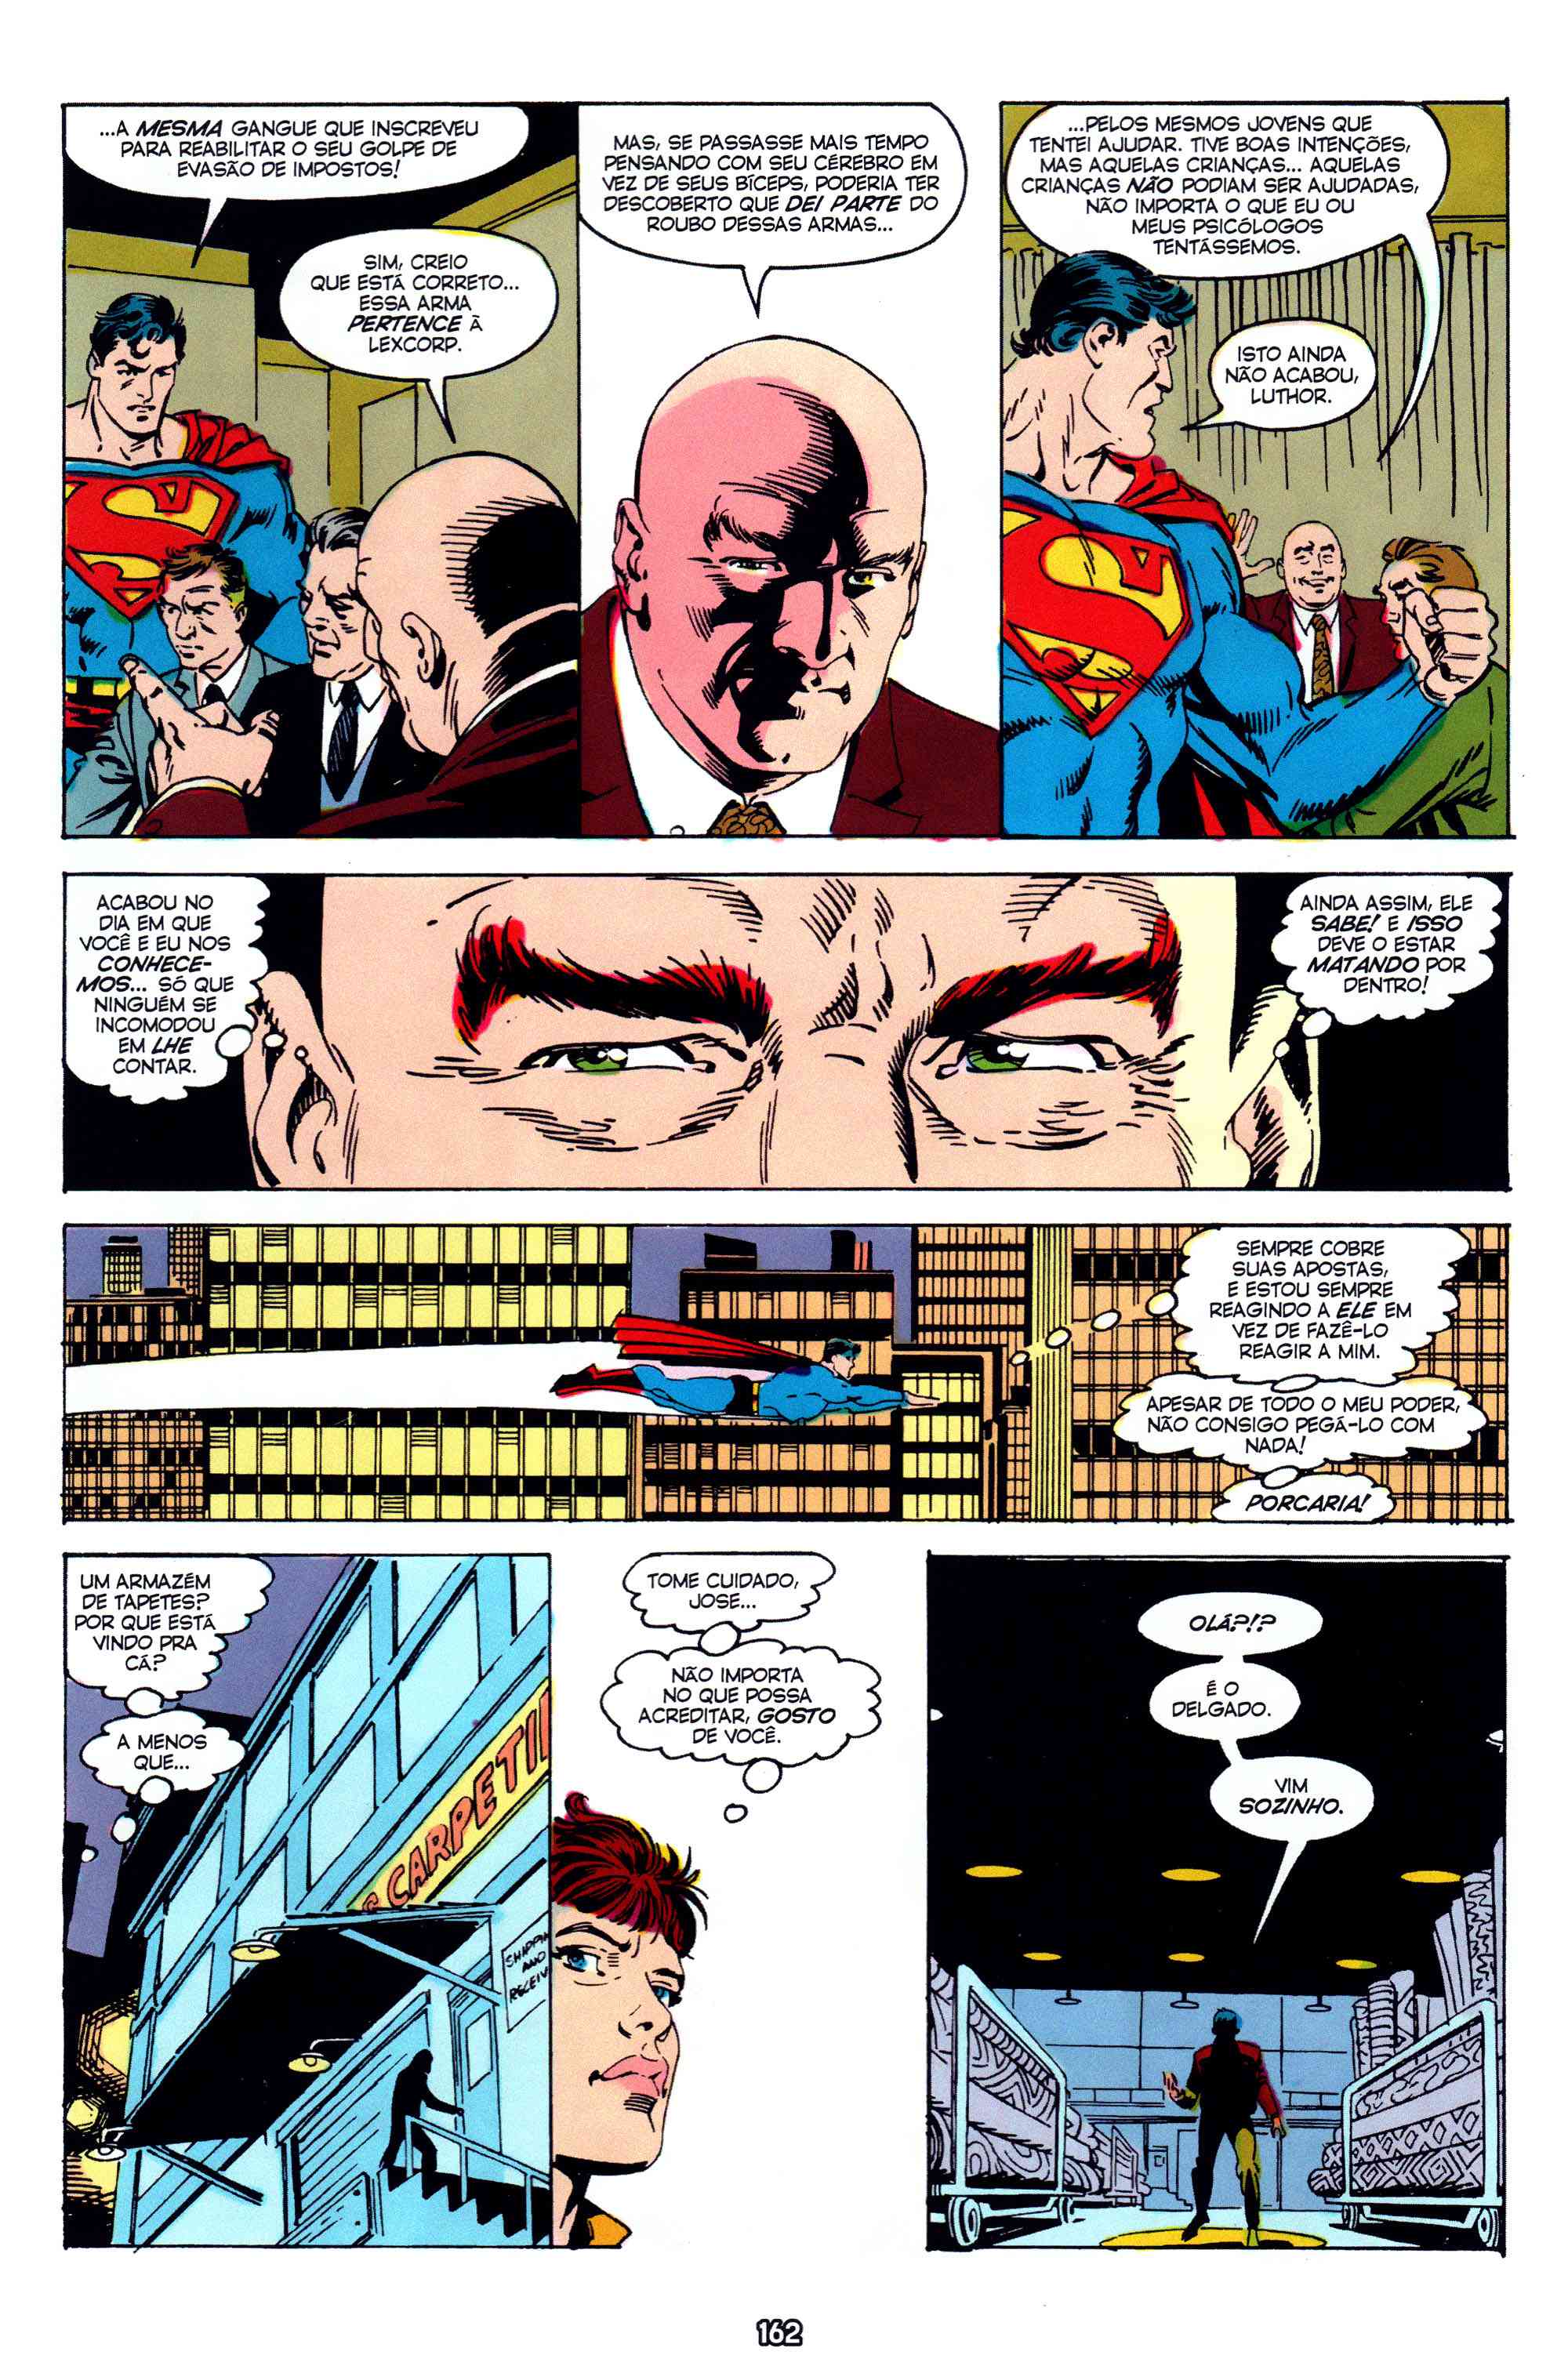 ...A MESMA GANGUE QUE INSCREVEU
PARA REABILITAR O SEU GOLPE DE
EVASÃO DE IMPOSTOS!
SIM, CREIO
QUE ESTÁ CORRETO...
ESSA ARMA
PERTENCE À
LEXCORP.
MAS, SE PASSASSE MAIS TEMPO
PENSANDO COM SEU CÉREBRO EM
VEZ DE SEUS BÍCEPS, PODERIA TER
DESCOBERTO QUE DEI PARTE DO
ROUBO DESSAS ARMAS...
...PELOS MESMOS JOVENS QUE
TENTEI AJUDAR. TIVE BOAS INTENÇÕES,
MAS AQUELAS CRIANÇAS... AQUELAS
CRIANÇAS NÃO PODIAM SER AJUDADAS,
NÃO IMPORTA O QUE EU OU
MEUS PSICÓLOGOS
TENTÁSSEMOS.
ISTO AINDA
NÃO ACABOU,
LUTHOR.
ACABOU NO
DIA EM QUE
VOCÊ E EU NOS
CONHECE-
MOS... SÓ QUE
NINGUÉM SE
INCOMODOU
EM LHE
CONTAR.
AINDA ASSIM, ELE
SABE! E ISSO
DEVE O ESTAR
MATANDO POR
DENTRO!
SEMPRE COBRE
SUAS APOSTAS,
E ESTOU SEMPRE
REAGINDO A ELE EM
VEZ DE FAZÊ-LO
REAGIR A MIM.
APESAR DE TODO O MEU PODER,
NÃO CONSIGO PEGÁ-LO COM
NADA!
PORCARIA!
UM ARMAZÉM
DE TAPETES?
POR QUE ESTÁ
VINDO PRA
CÁ?
A MENOS
QUE...
CARPETI
SHIPPIN
AND
RECEIV
TOME CUIDADO,
JOSE...
NÃO IMPORTA
NO QUE POSSA
ACREDITAR, GOSTO
DE VOCÊ.
OLÁ?!?
É O
DELGADO.
VIM
SOZINHO.
162